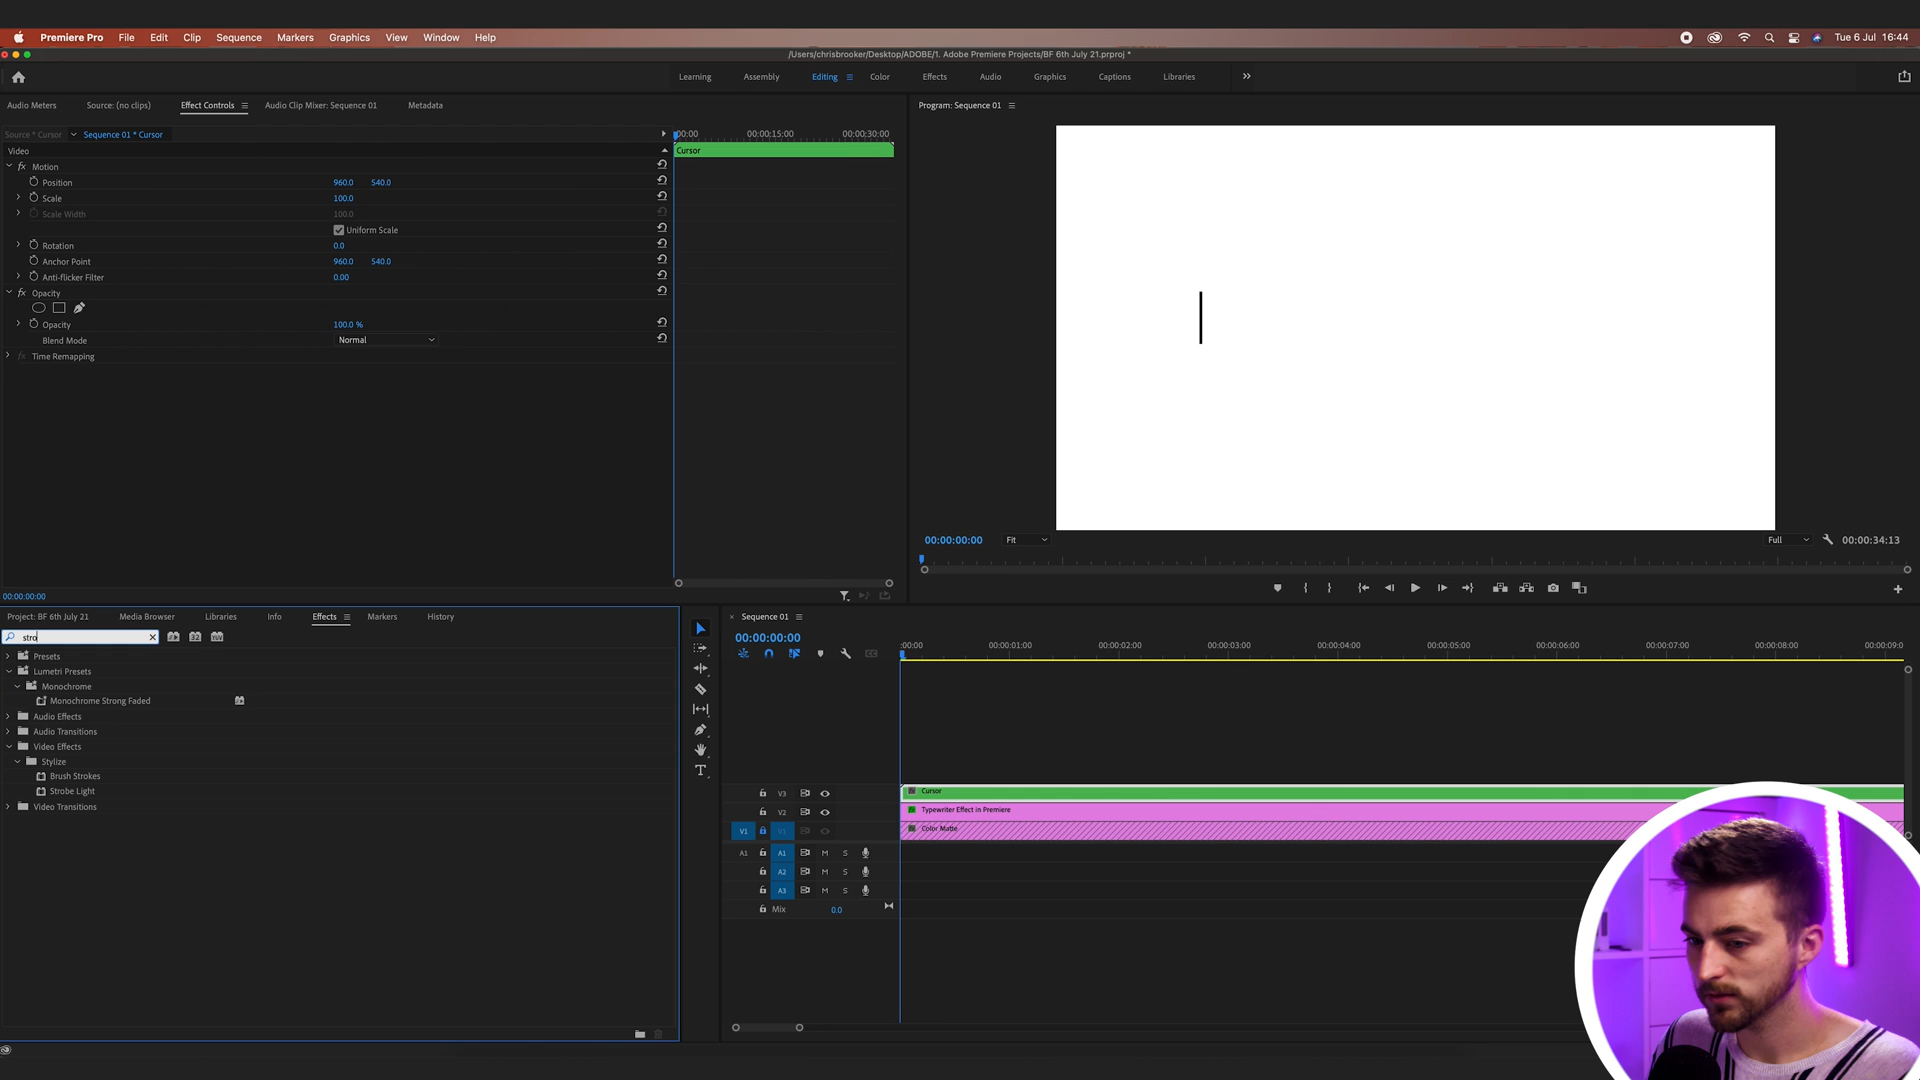 Premiere Pro File Edit Clip Sequence Markers Graphics View Window Help Tue 6 Jul 16:44
/Users/chrisbrooker/Desktop/ADOBE/1. Adobe Premiere Projects/BF 6th July 21.prproj *
Learning Assembly Editing Color Effects Audio Graphics Captions Libraries
Audio Meters Source: (no clips) Effect Controls Audio Clip Mixer: Sequence 01 Metadata
Program: Sequence 01
Source * Cursor Sequence 01 * Cursor
:00:00 00:00:15:00 00:00:30:00
Video
Cursor
fx Motion
Position 960.0 540.0
Scale 100.0
Scale Width 100.0
Uniform Scale
Rotation 0.0
Anchor Point 960.0 540.0
Anti-flicker Filter 0.00
fx Opacity
Opacity 100.0 %
Blend Mode Normal
fx Time Remapping
00:00:00:00 Fit Full 00:00:34:13
00:00:00:00
Project: BF 6th July 21 Media Browser Libraries Info Effects Markers History
stro
Presets
Lumetri Presets
Monochrome
Monochrome Strong Faded
Audio Effects
Audio Transitions
Video Effects
Stylize
Brush Strokes
Strobe Light
Video Transitions
Sequence 01
00:00:00:00
:00:00 00:00:01:00 00:00:02:00 00:00:03:00 00:00:04:00 00:00:05:00 00:00:06:00 00:00:07:00 00:00:08:00 00:00:09:0
V3 Cursor
V2 Typewriter Effect in Premiere
V1 V1 Color Matte
A1 A1 M S
A2 M S
A3 M S
Mix 0.0